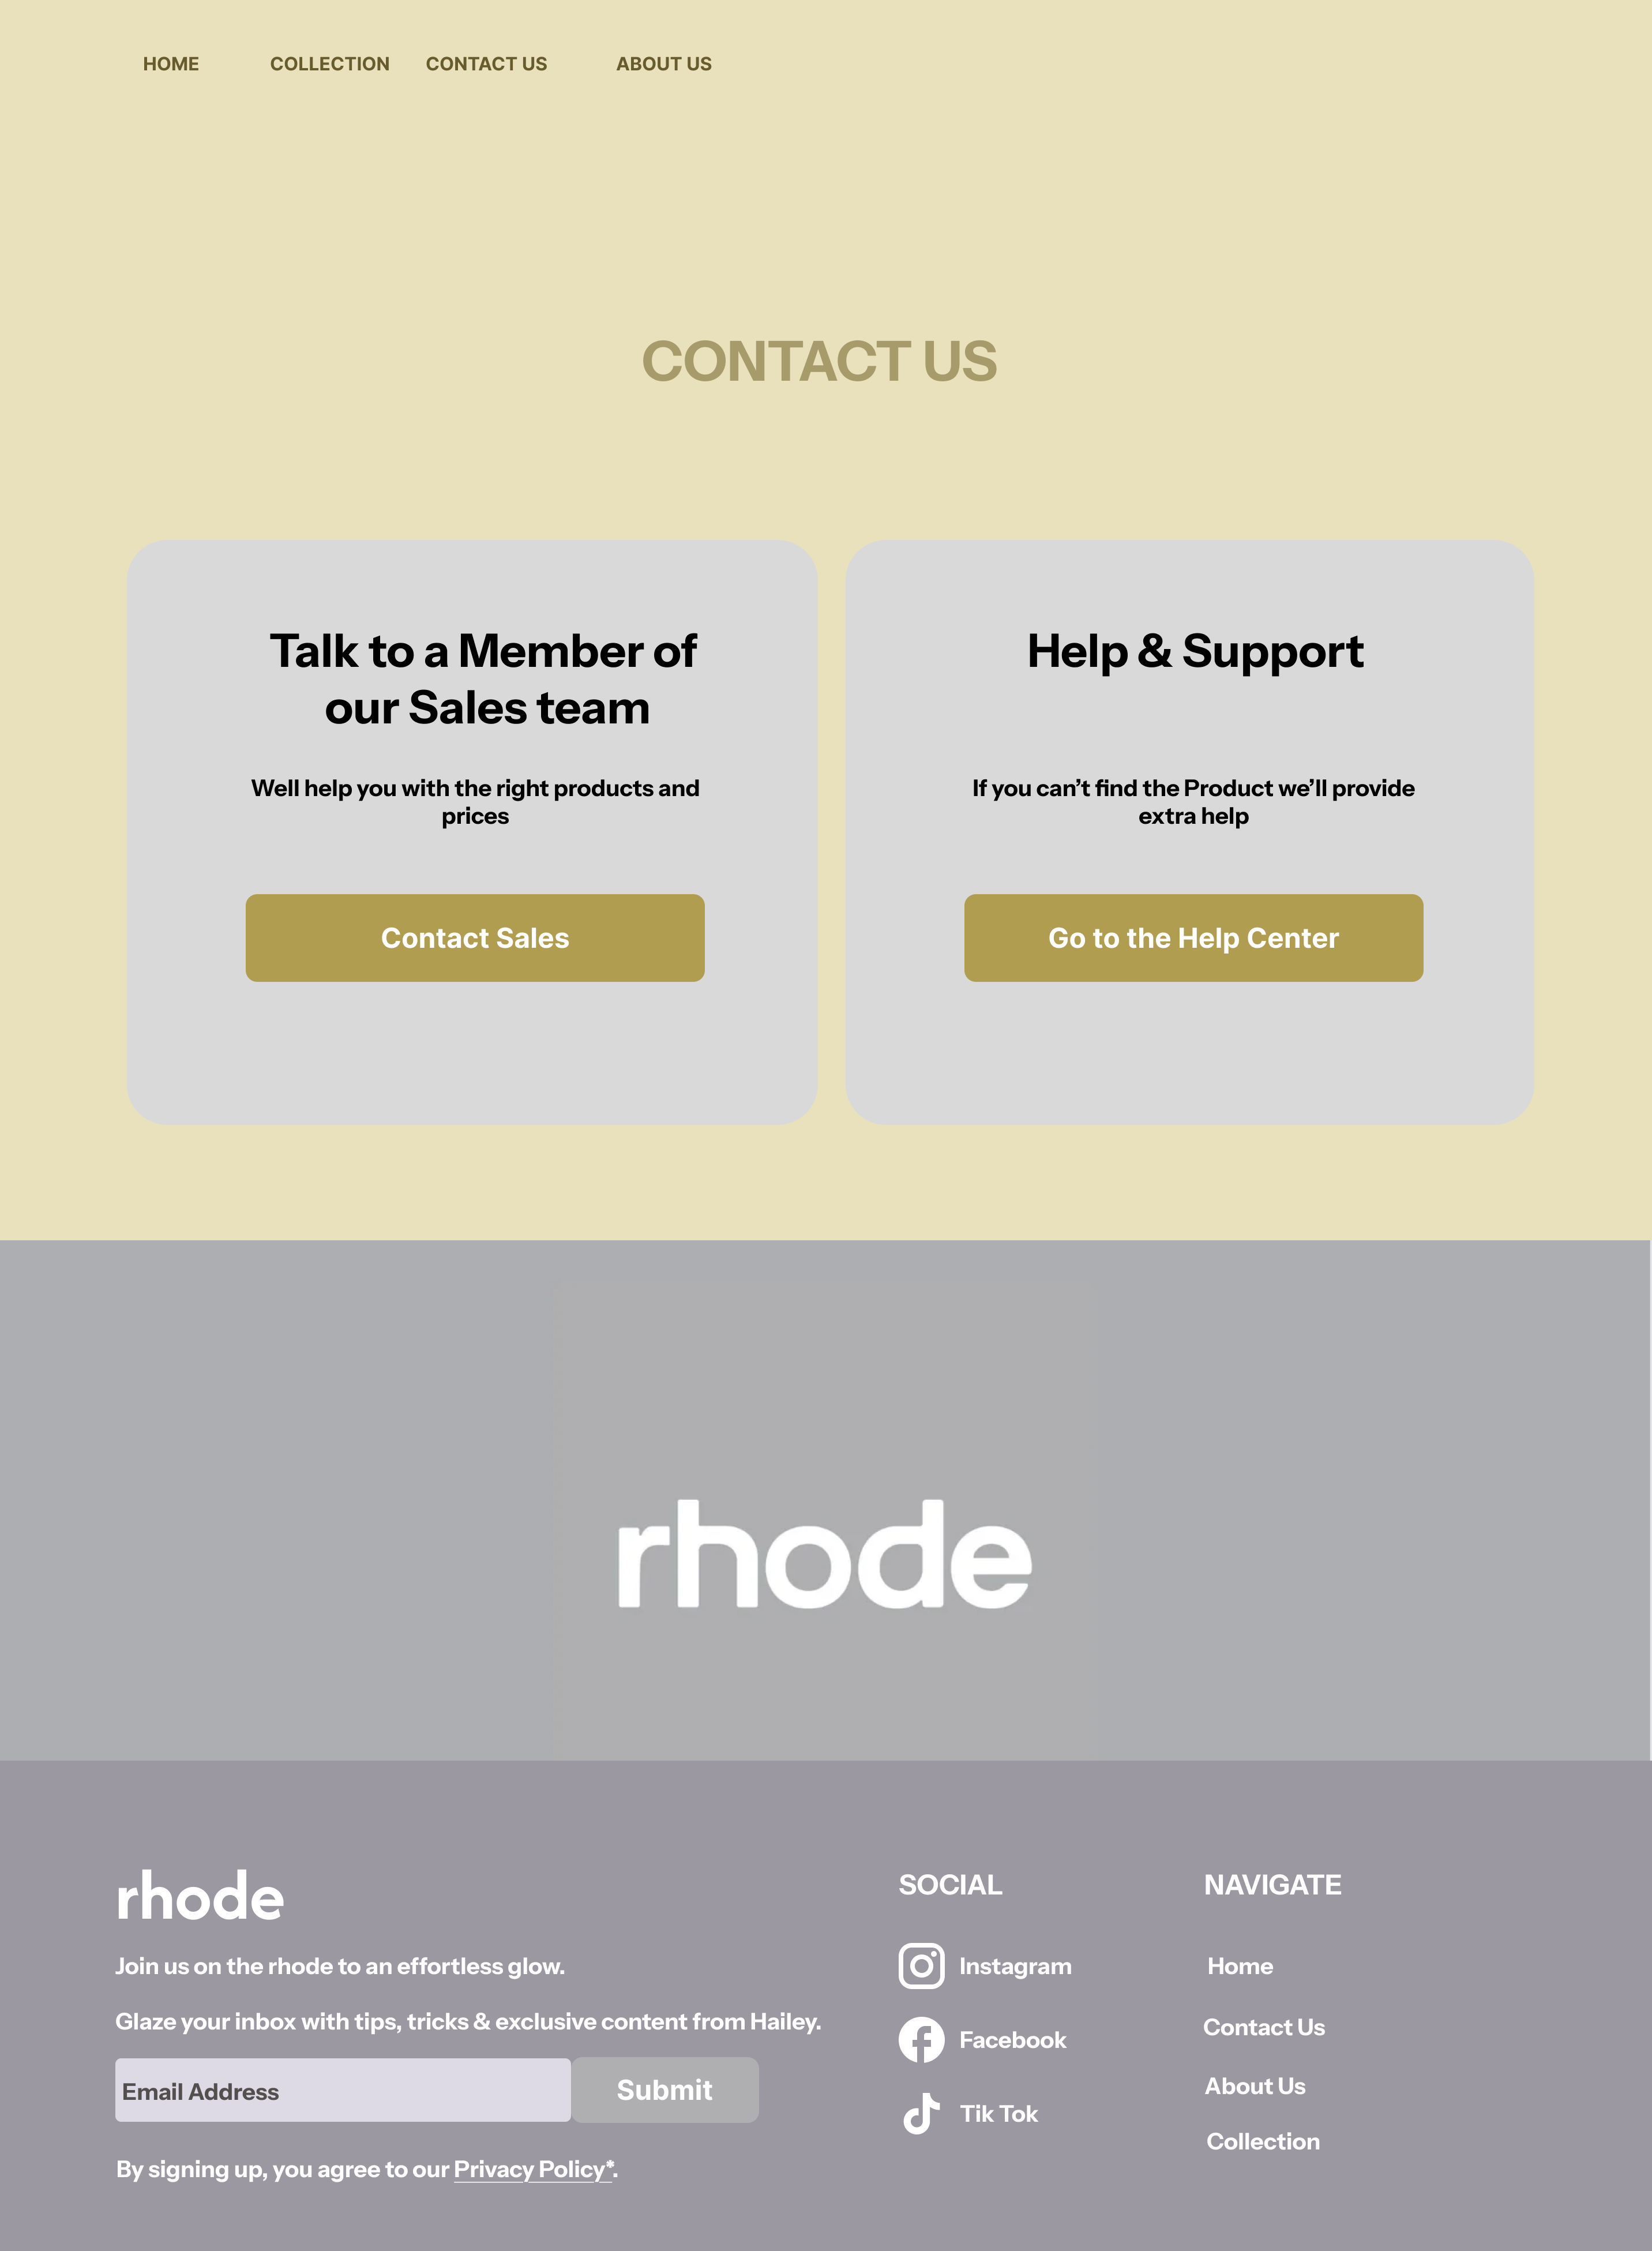 HOME COLLECTION CONTACT US ABOUT US
CONTACT US
Talk to a Member of
our Sales team
Well help you with the right products and
prices
Contact Sales
Help & Support
If you can’t find the Product we’ll provide
extra help
Go to the Help Center
rhode
rhode
Join us on the rhode to an effortless glow.
Glaze your inbox with tips, tricks & exclusive content from Hailey.
Email Address
Submit
By signing up, you agree to our Privacy Policy*.
SOCIAL
Instagram
Facebook
Tik Tok
NAVIGATE
Home
Contact Us
About Us
Collection